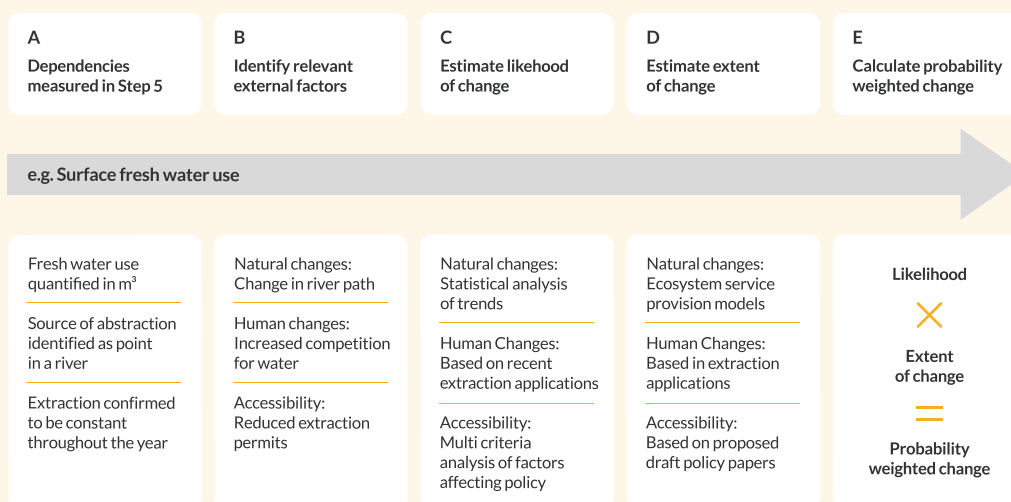 A
Dependencies
measured in Step 5
B
Identify relevant
external factors
C
Estimate likehood
of change
D
Estimate extent
of change
E
Calculate probability
weighted change
e.g. Surface fresh water use
Fresh water use
quantified in m³
Source of abstraction
identified as point
in a river
Extraction confirmed
to be constant
throughout the year
Natural changes:
Change in river path
Human changes:
Increased competition
for water
Accessibility:
Reduced extraction
permits
Natural changes:
Statistical analysis
of trends
Human Changes:
Based on recent
extraction applications
Accessibility:
Multi criteria
analysis of factors
affecting policy
Natural changes:
Ecosystem service
provision models
Human Changes:
Based in extraction
applications
Accessibility:
Based on proposed
draft policy papers
Likelihood
×
Extent
of change
=
Probability
weighted change